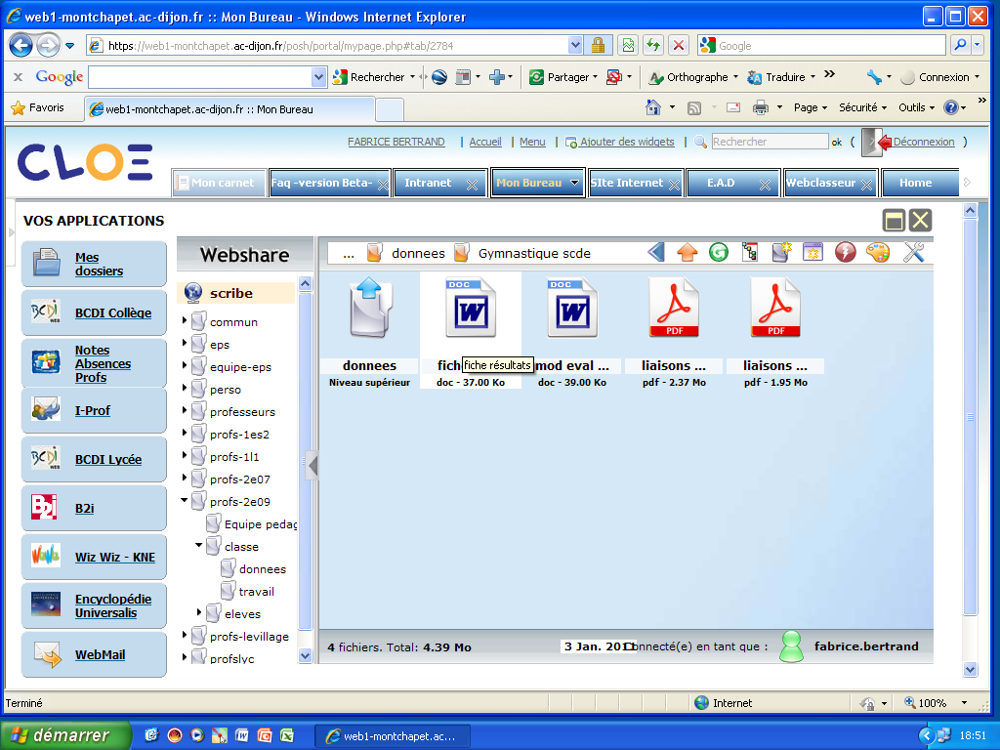 web1-montchapet.ac-dijon.fr :: Mon Bureau - Windows Internet Explorer
https://web1-montchapet.ac-dijon.fr/posh/portal/mypage.php#tab/2784
Google
x Google Rechercher Partager Orthographe Traduire » Connexion
Favoris web1-montchapet.ac-dijon.fr :: Mon Bureau Page Sécurité Outils »
FABRICE BERTRAND | Accueil | Menu | Ajouter des widgets | Rechercher ok ( Déconnexion )
CLOE
Mon carnet Faq -version Beta- Intranet Mon Bureau SIte Internet E.A.D Webclasseur Home
VOS APPLICATIONS
Mes dossiers
BCDI Collège
Notes Absences Profs
I-Prof
BCDI Lycée
B2i
Wiz Wiz - KNE
Encyclopédie Universalis
WebMail
Webshare
scribe
commun
eps
equipe-eps
perso
professeurs
profs-1es2
profs-1l1
profs-2e07
profs-2e09
Equipe pedag
classe
donnees
travail
eleves
profs-levillage
profslyc
... donnees Gymnastique scde
DOC DOC PDF PDF
donnees mod eval ... liaisons ... liaisons ...
fiche résultats
Niveau supérieur doc - 37.00 Ko doc - 39.00 Ko pdf - 2.37 Mo pdf - 1.95 Mo
4 fichiers. Total: 4.39 Mo 3 Jan. 2011 Connecté(e) en tant que : fabrice.bertrand
Terminé Internet 100%
démarrer web1-montchapet.ac... 18:51